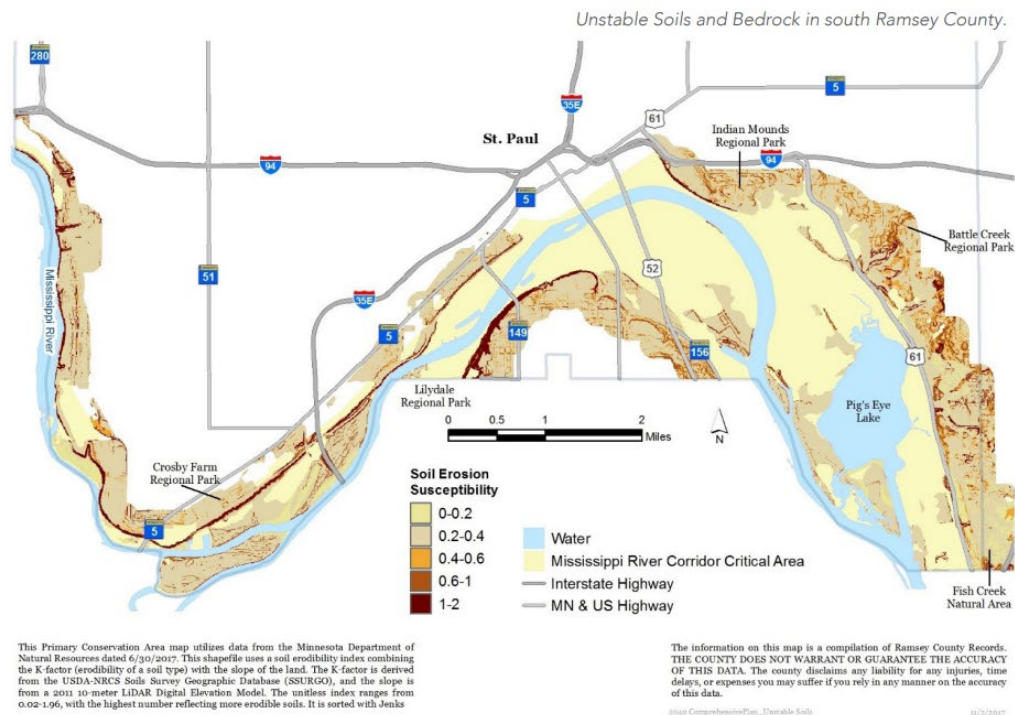 Unstable Soils and Bedrock in south Ramsey County.
280
5
35E
61
St. Paul
Indian Mounds
Regional Park
94
94
5
Battle Creek
Regional Park
51
52
Mississippi River
35E
5
149
156
61
Lilydale
Regional Park
Pig's Eye
Lake
0 0.5 1 2
Miles
N
Crosby Farm
Regional Park
5
Soil Erosion
Susceptibility
0-0.2
0.2-0.4
0.4-0.6
0.6-1
1-2
Water
Mississippi River Corridor Critical Area
Interstate Highway
MN & US Highway
Fish Creek
Natural Area
This Primary Conservation Area map utilizes data from the Minnesota Department of
Natural Resources dated 6/30/2017. This shapefile uses a soil erodibility index combining
the K-factor (erodibility of a soil type) with the slope of the land. The K-factor is derived
from the USDA-NRCS Soils Survey Geographic Database (SSURGO), and the slope is
from a 2011 10-meter LiDAR Digital Elevation Model. The unitless index ranges from
0.02-1.96, with the highest number reflecting more erodible soils. It is sorted with Jenks
The information on this map is a compilation of Ramsey County Records.
THE COUNTY DOES NOT WARRANT OR GUARANTEE THE ACCURACY
OF THIS DATA. The county disclaims any liability for any injuries, time
delays, or expenses you may suffer if you rely in any manner on the accuracy
of this data.
2040 ComprehensivePlan_Unstable Soils
11/2/2017